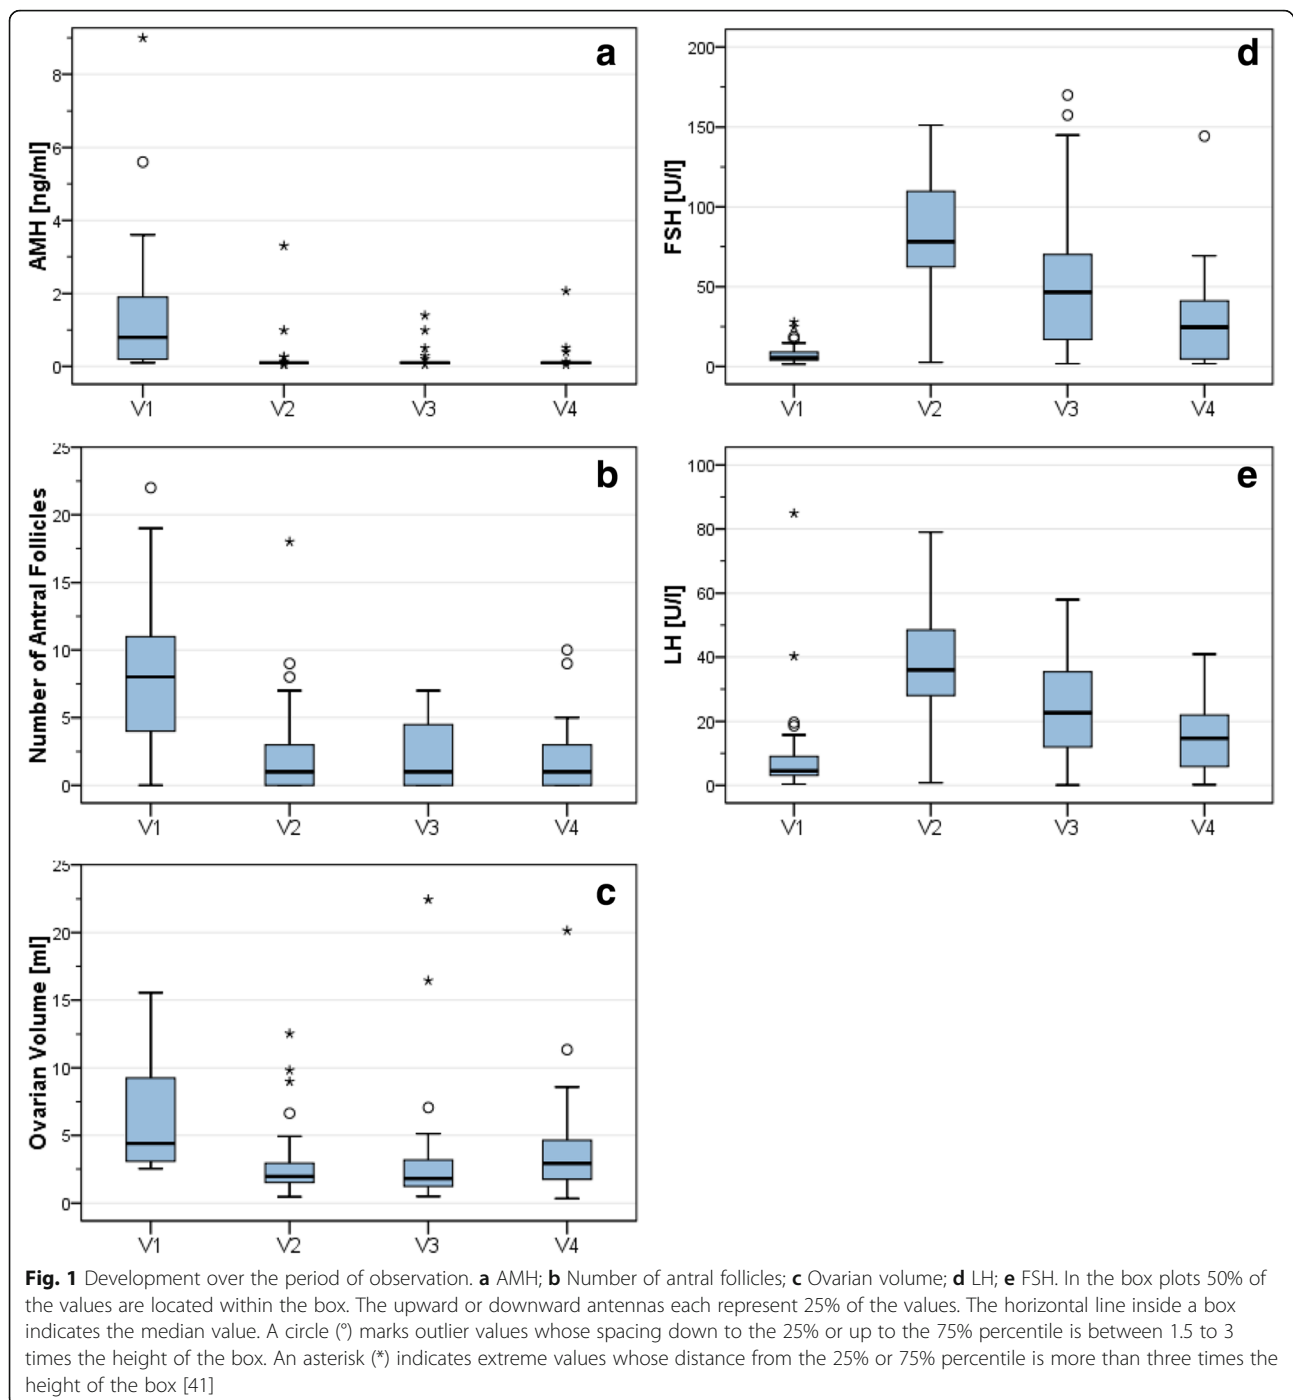 a
AMH [ng/ml]
8
6
4
2
0
V1 V2 V3 V4
b
Number of Antral Follicles
25
20
15
10
5
0
V1 V2 V3 V4
c
Ovarian Volume [ml]
25
20
15
10
5
0
V1 V2 V3 V4
d
FSH [U/l]
200
150
100
50
0
V1 V2 V3 V4
e
LH [U/l]
100
80
60
40
20
0
V1 V2 V3 V4
Fig. 1 Development over the period of observation. a AMH; b Number of antral follicles; c Ovarian volume; d LH; e FSH. In the box plots 50% of
the values are located within the box. The upward or downward antennas each represent 25% of the values. The horizontal line inside a box
indicates the median value. A circle (°) marks outlier values whose spacing down to the 25% or up to the 75% percentile is between 1.5 to 3
times the height of the box. An asterisk (*) indicates extreme values whose distance from the 25% or 75% percentile is more than three times the
height of the box [41]